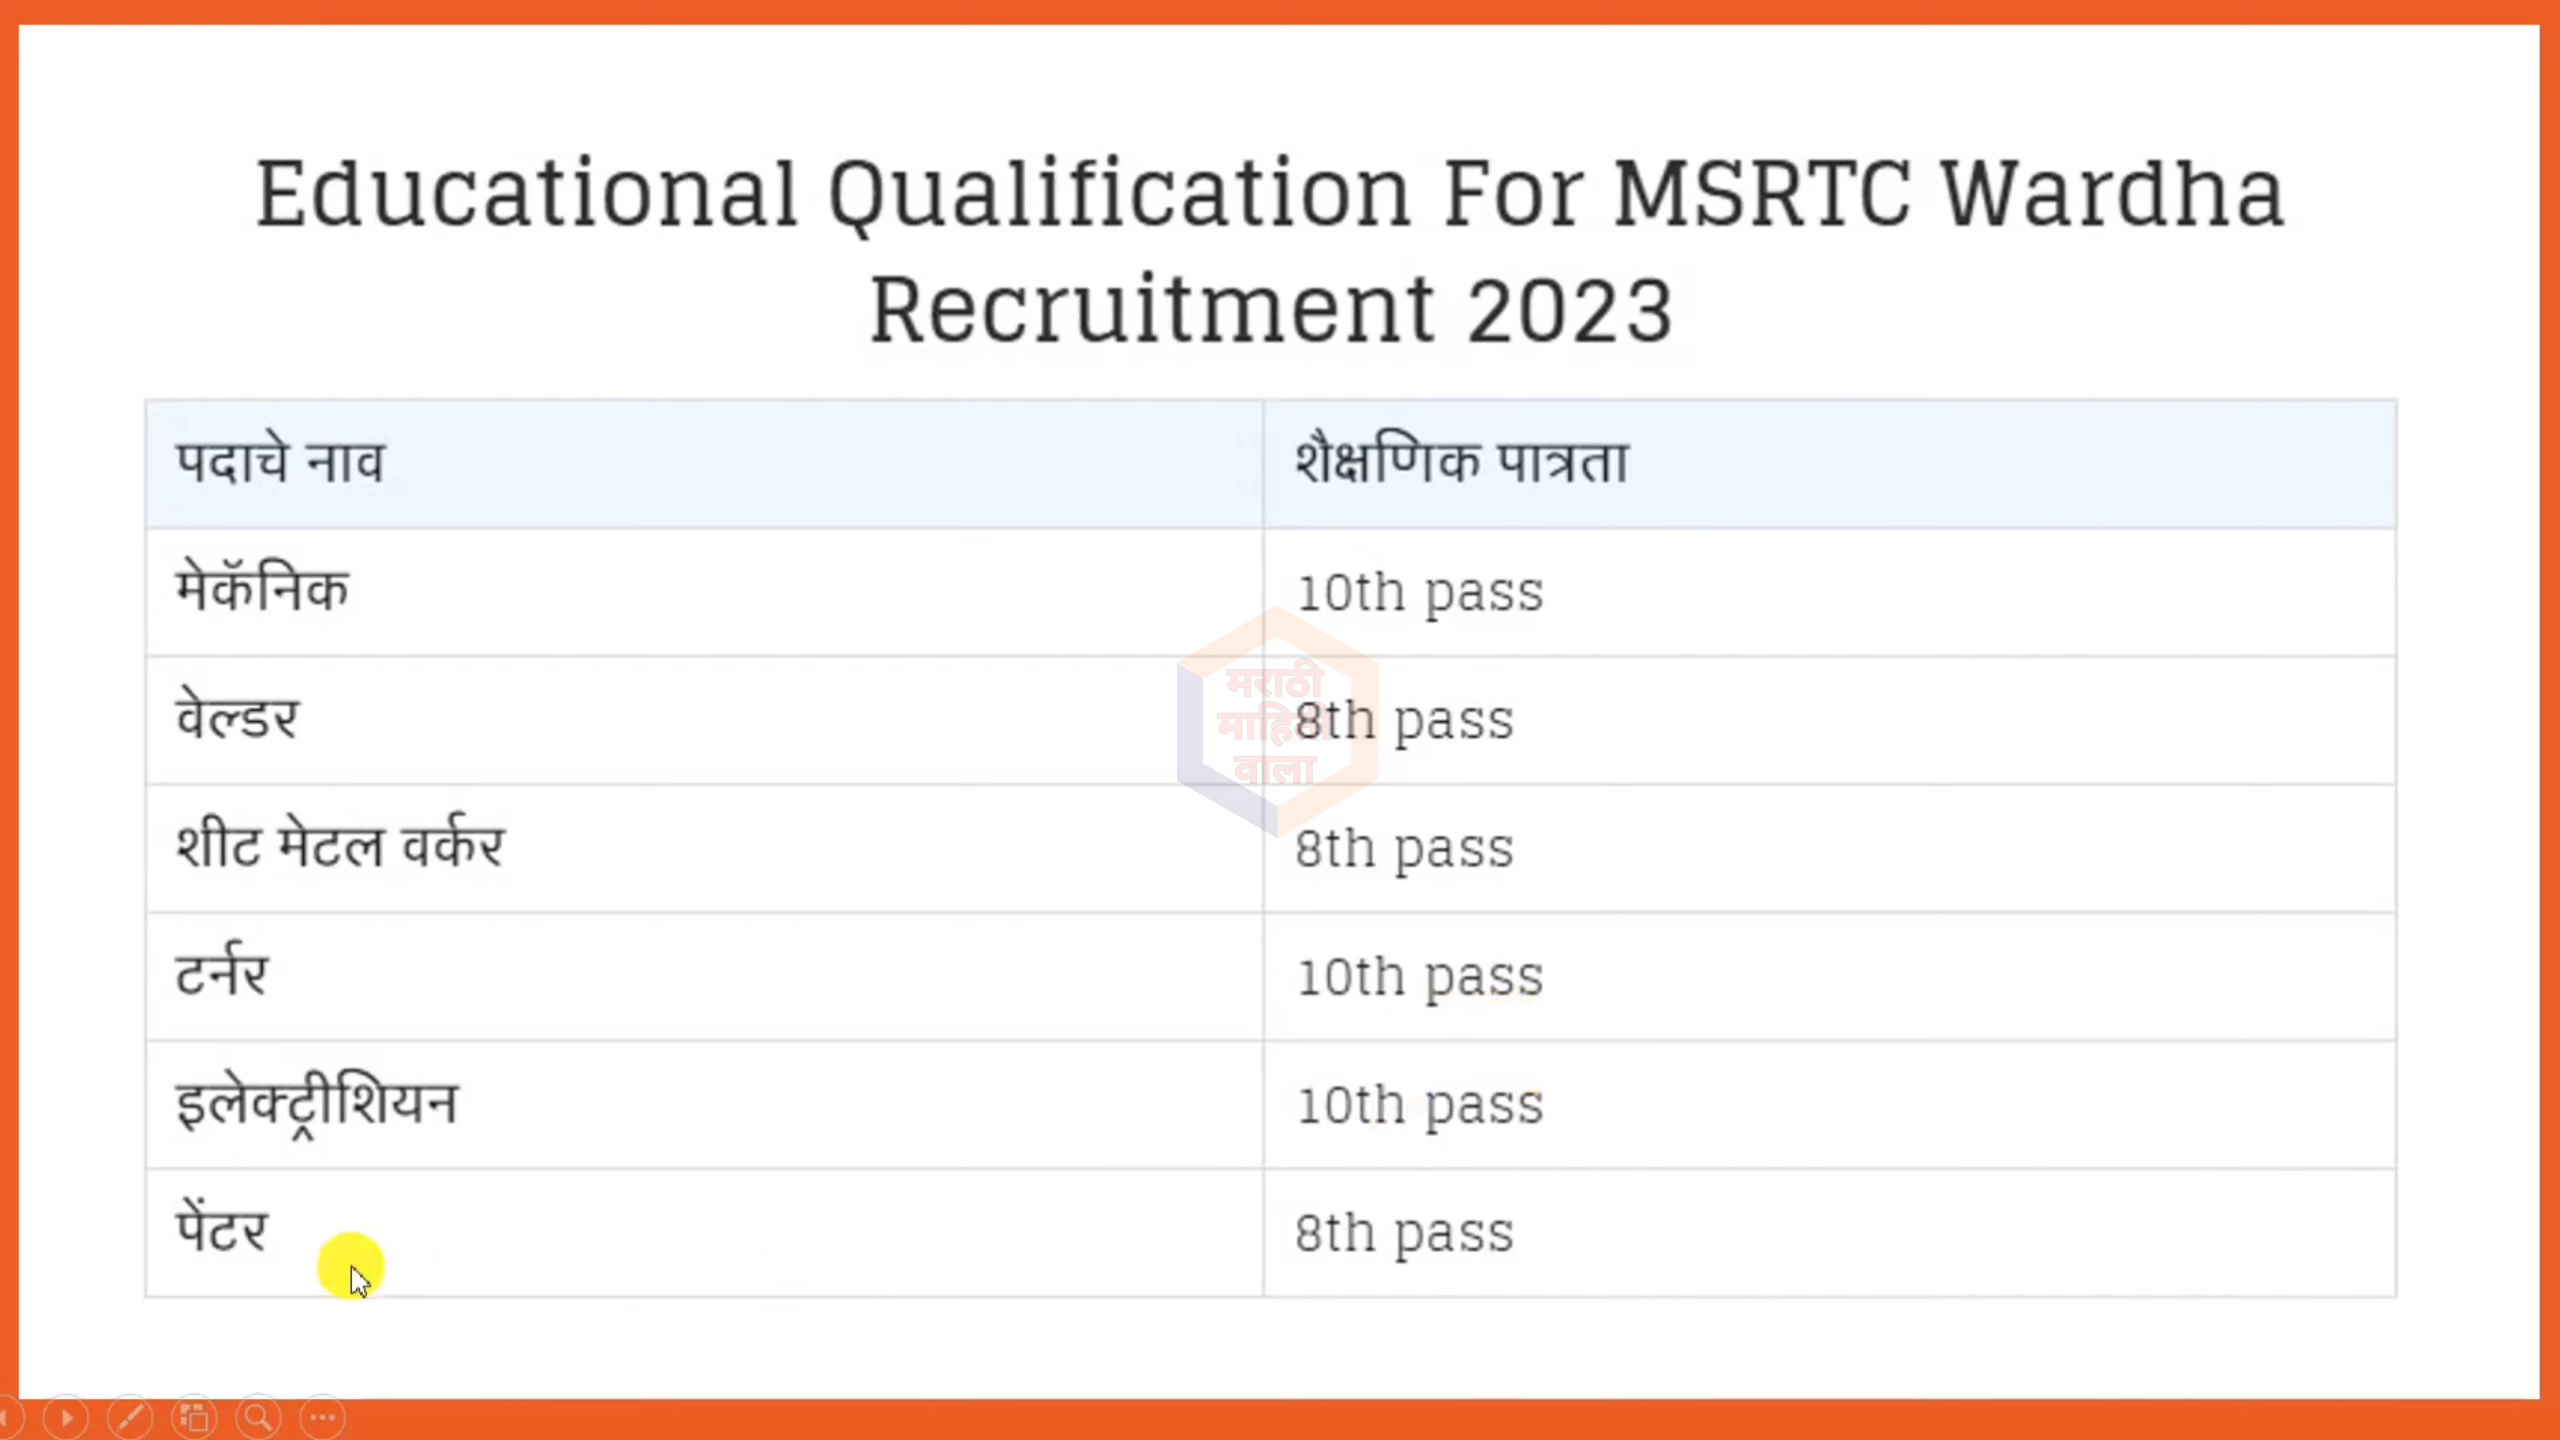 Educational Qualification For MSRTC Wardha
Recruitment 2023
पदाचे नाव शैक्षणिक पात्रता
मेकॅनिक 10th pass
वेल्डर 8th pass
शीट मेटल वर्कर 8th pass
टर्नर 10th pass
इलेक्ट्रीशियन 10th pass
पेंटर 8th pass
मराठी
माहिती
वाला